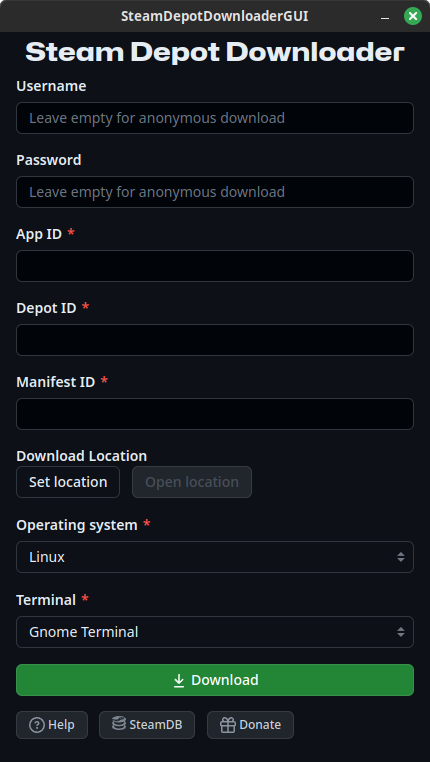 SteamDepotDownloaderGUI
Steam Depot Downloader
Username
Leave empty for anonymous download
Password
Leave empty for anonymous download
App ID *
Depot ID *
Manifest ID *
Download Location
Set location Open location
Operating system *
Linux
Terminal *
Gnome Terminal
Download
Help SteamDB Donate